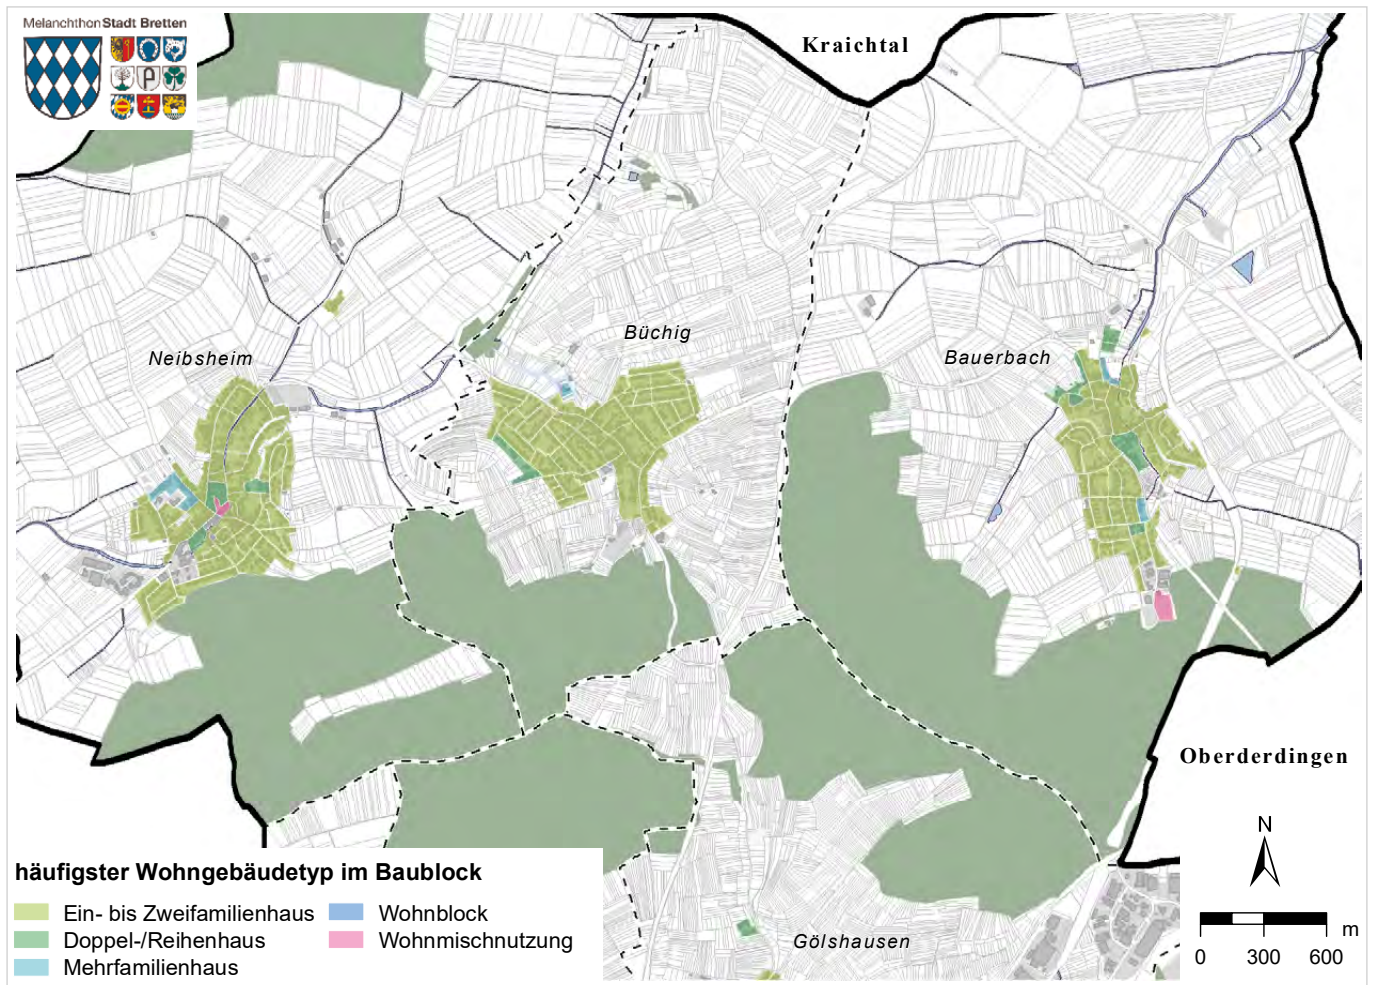 Melanchthon Stadt Bretten
Kraichtal
Büchig
Neibsheim
Bauerbach
Oberderdingen
N
häufigster Wohngebäudetyp im Baublock
Ein- bis Zweifamilienhaus
Doppel-/Reihenhaus
Mehrfamilienhaus
Wohnblock
Wohnmischnutzung
Gölshausen
m
0 300 600